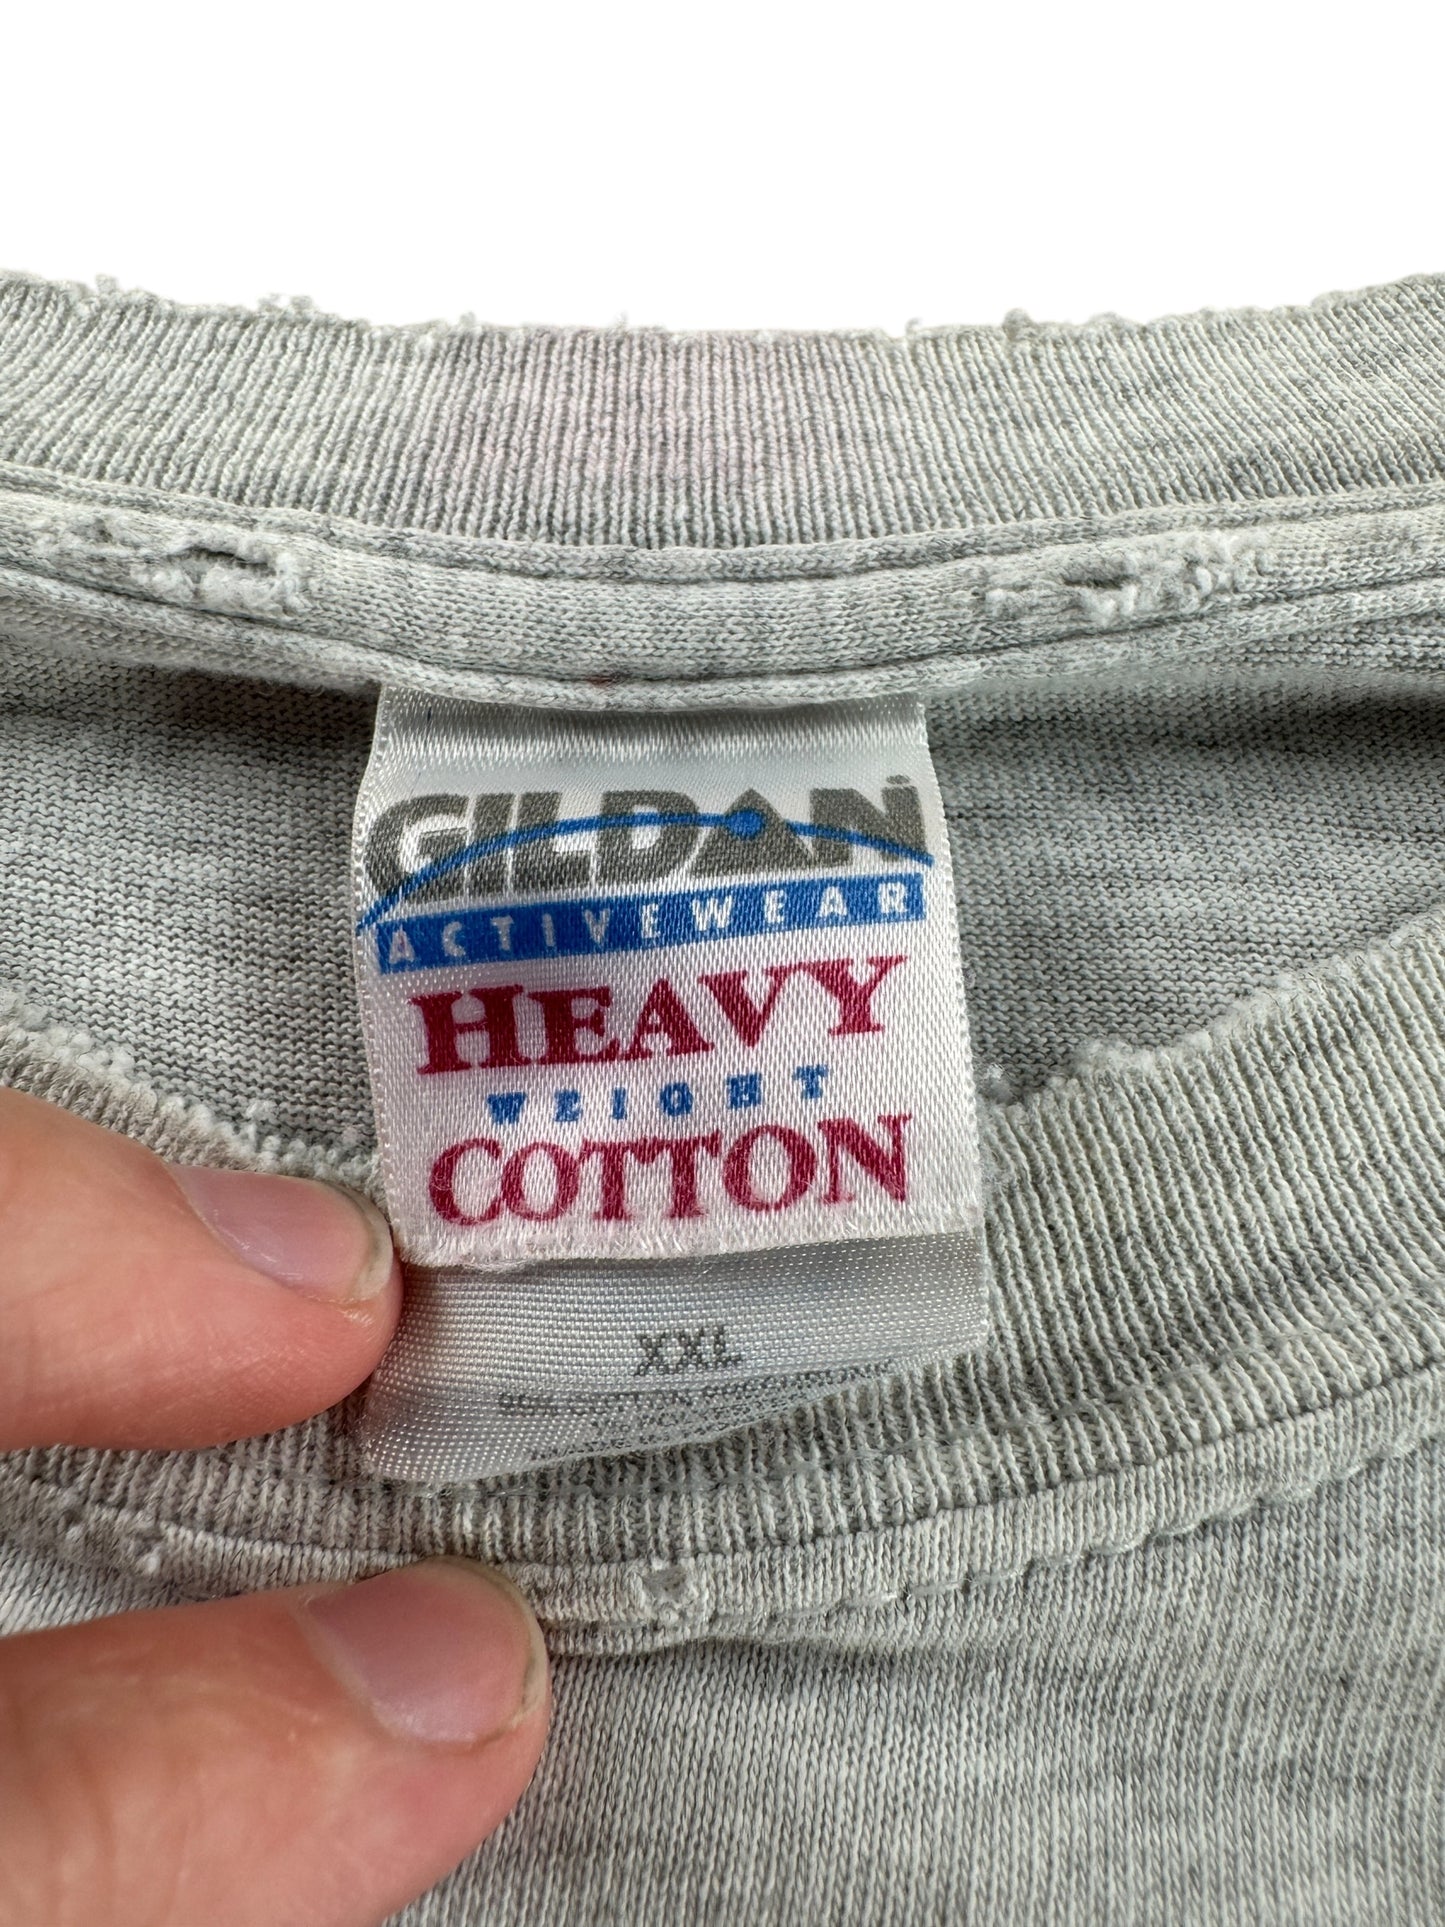 GILDAN
ACTIVEWEAR
HEAVY
WEIGHT
COTTON
XXL